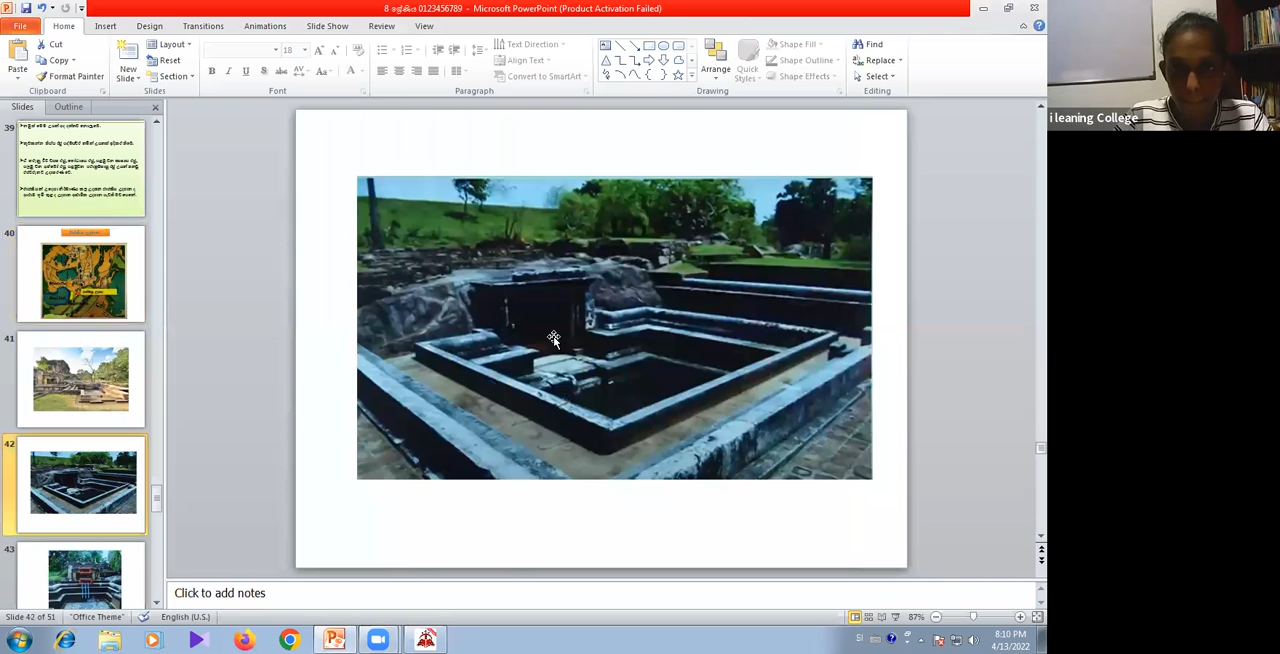 8 ශ්‍රේණිය 0123456789 - Microsoft PowerPoint (Product Activation Failed)
File Home Insert Design Transitions Animations Slide Show Review View
Cut
Copy
Format Painter
Paste
Clipboard
New Slide
Layout
Reset
Section
Slides
18
Font
Text Direction
Align Text
Convert to SmartArt
Paragraph
Arrange
Quick Styles
Shape Fill
Shape Outline
Shape Effects
Drawing
Find
Replace
Select
Editing
Slides Outline
39
40
41
42
43
i leaning College
Click to add notes
Slide 42 of 51 "Office Theme" English (U.S.) 87%
SI 8:10 PM
4/13/2022